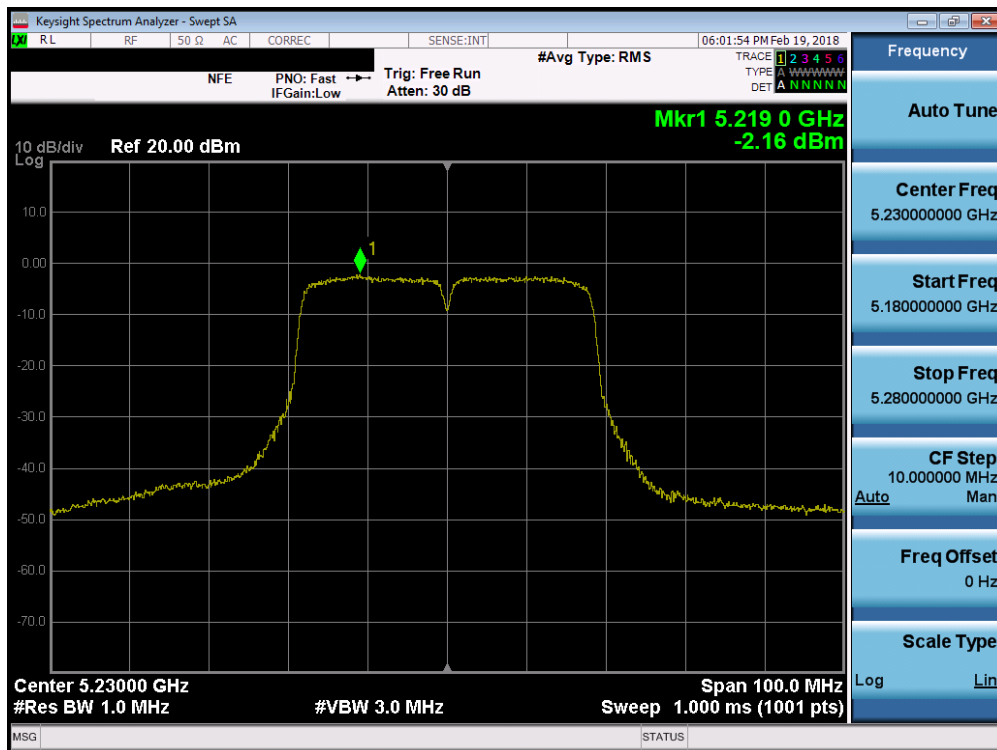 Keysight Spectrum Analyzer - Swept SA
LXI RL RF 50 Ω AC CORREC SENSE:INT 06:01:54 PM Feb 19, 2018
Frequency
#Avg Type: RMS TRACE 1 2 3 4 5 6
NFE PNO: Fast Trig: Free Run TYPE A WWWWW
IFGain:Low Atten: 30 dB DET A N N N N N
Auto Tune
Mkr1 5.219 0 GHz
-2.16 dBm
10 dB/div Ref 20.00 dBm
Log
1
10.0
0.00
-10.0
-20.0
-30.0
-40.0
-50.0
-60.0
-70.0
Center Freq
5.230000000 GHz
Start Freq
5.180000000 GHz
Stop Freq
5.280000000 GHz
CF Step
10.000000 MHz
Auto Man
Freq Offset
0 Hz
Scale Type
Log Lin
Center 5.23000 GHz Span 100.0 MHz
#Res BW 1.0 MHz #VBW 3.0 MHz Sweep 1.000 ms (1001 pts)
MSG STATUS